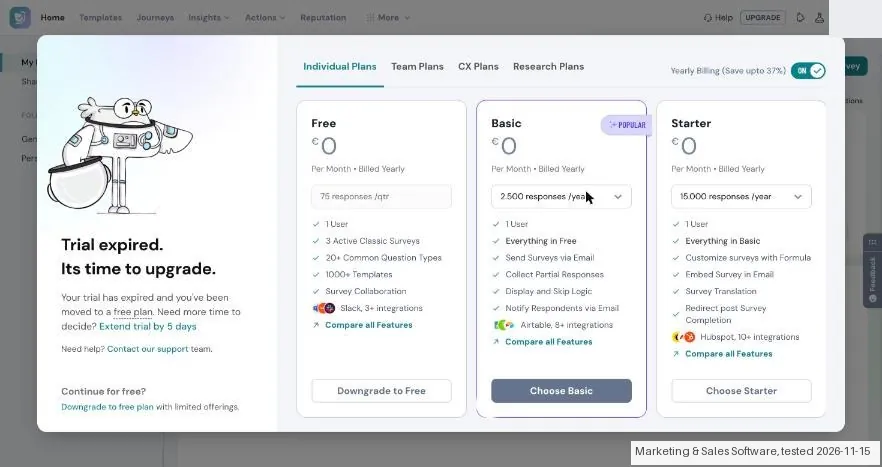 Home Templates Journeys Insights Actions Reputation More Help UPGRADE
Individual Plans Team Plans CX Plans Research Plans
Yearly Billing (Save upto 37%) ON
Trial expired.
Its time to upgrade.
Your trial has expired and you've been
moved to a free plan. Need more time to
decide? Extend trial by 5 days
Need help? Contact our support team.
Continue for free?
Downgrade to free plan with limited offerings.
Free
€0
Per Month • Billed Yearly
75 responses /qtr
1 User
3 Active Classic Surveys
20+ Common Question Types
1000+ Templates
Survey Collaboration
Slack, 3+ integrations
Compare all Features
Downgrade to Free
Basic
POPULAR
€0
Per Month • Billed Yearly
2.500 responses /yea
1 User
Everything in Free
Send Surveys via Email
Collect Partial Responses
Display and Skip Logic
Notify Respondents via Email
Airtable, 8+ integrations
Compare all Features
Choose Basic
Starter
€0
Per Month • Billed Yearly
15.000 responses /year
1 User
Everything in Basic
Customize surveys with Formula
Embed Survey in Email
Survey Translation
Redirect post Survey
Completion
Hubspot, 10+ integrations
Compare all Features
Choose Starter
Feedback
Marketing & Sales Software, tested 2026-11-15